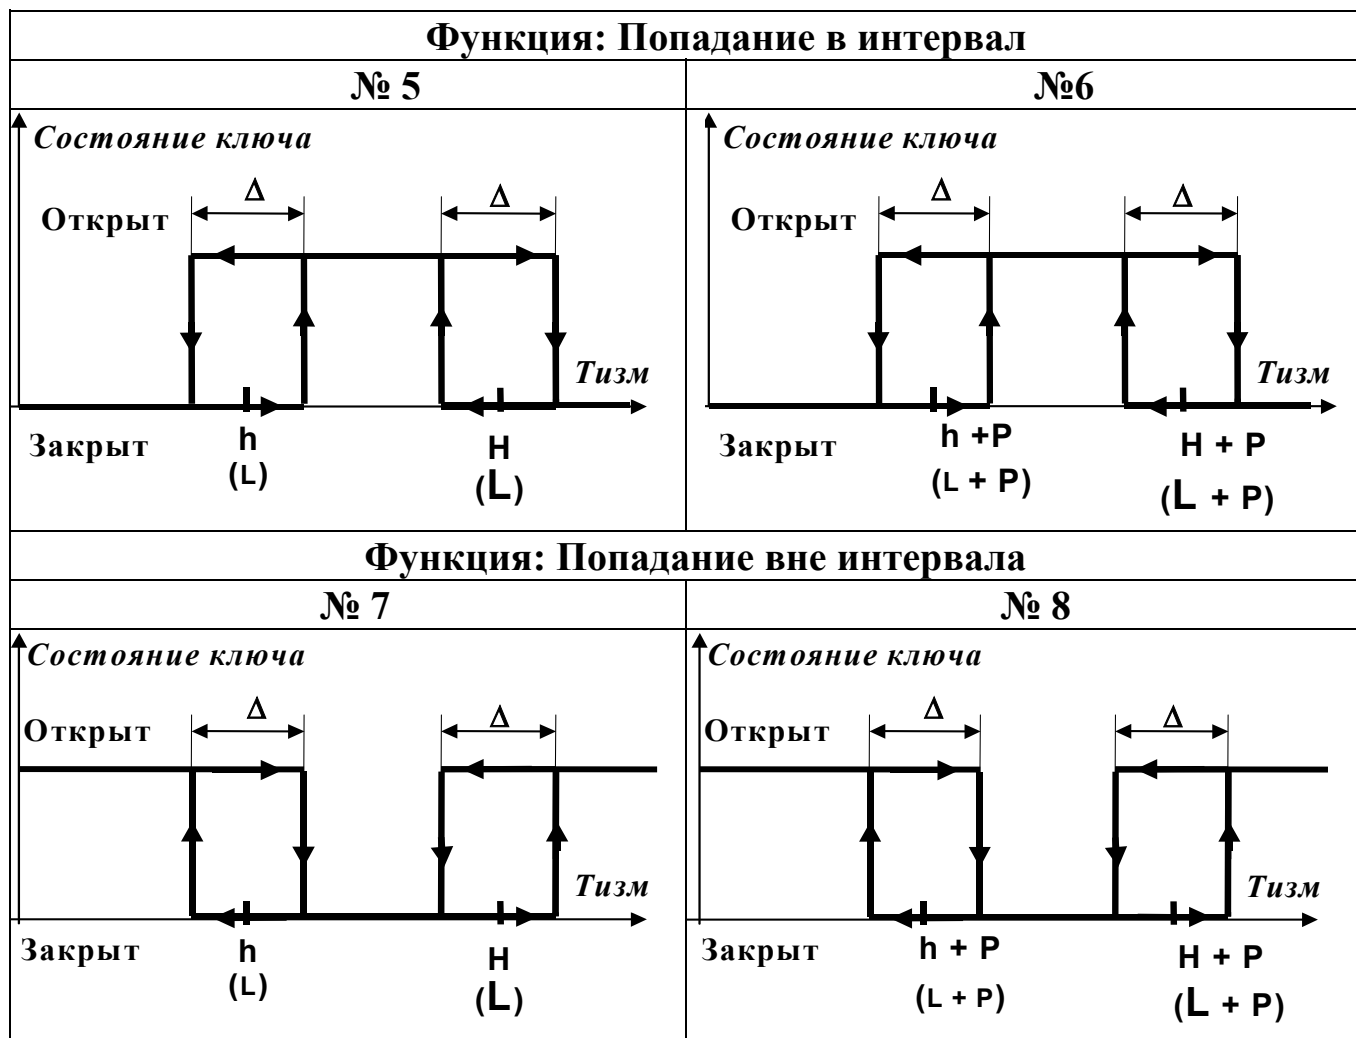 Функция: Попадание в интервал
№ 5
№6
Состояние ключа
Δ
Δ
Открыт
Тизм
Закрыт
h
(L)
H
(L)
Состояние ключа
Δ
Δ
Открыт
Тизм
Закрыт
h +P
(L + P)
H + P
(L + P)
Функция: Попадание вне интервала
№ 7
№ 8
Состояние ключа
Δ
Δ
Открыт
Тизм
Закрыт
h
(L)
H
(L)
Состояние ключа
Δ
Δ
Открыт
Тизм
Закрыт
h + P
(L + P)
H + P
(L + P)